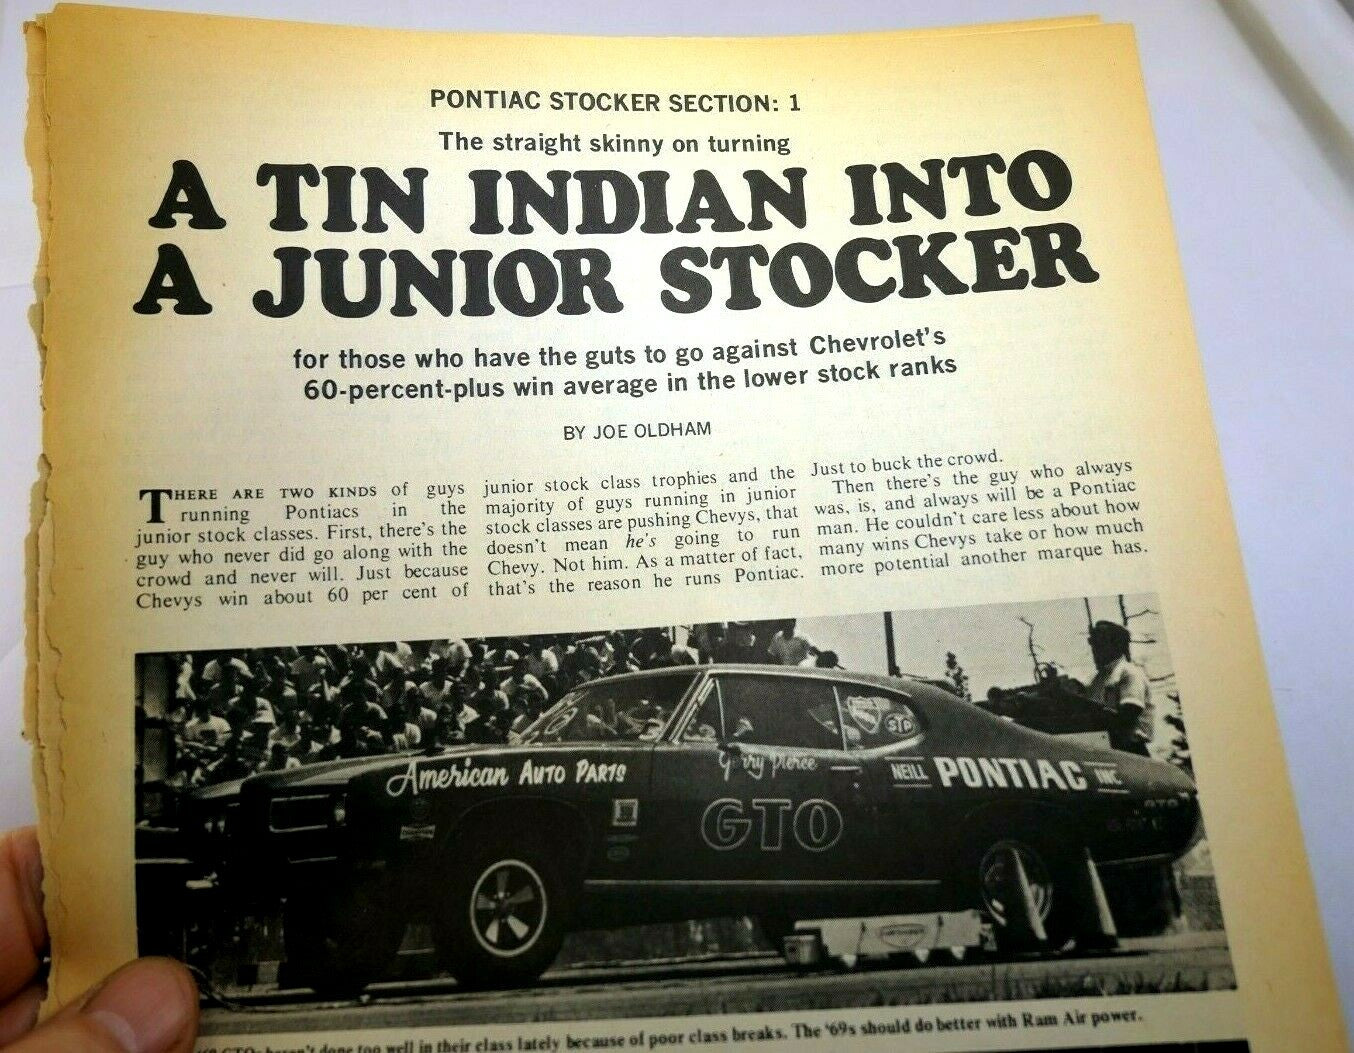 PONTIAC STOCKER SECTION: 1
The straight skinny on turning
A TIN INDIAN INTO
A JUNIOR STOCKER
for those who have the guts to go against Chevrolet's
60-percent-plus win average in the lower stock ranks
BY JOE OLDHAM
THERE ARE TWO KINDS of guys
running Pontiacs in the
junior stock classes. First, there's the
guy who never did go along with the
crowd and never will. Just because
Chevys win about 60 per cent of
junior stock class trophies and the
majority of guys running in junior
stock classes are pushing Chevys, that
doesn't mean he's going to run
Chevy. Not him. As a matter of fact,
that's the reason he runs Pontiac.
Just to buck the crowd.
Then there's the guy who always
was, is, and always will be a Pontiac
man. He couldn't care less about how
many wins Chevys take or how much
more potential another marque has.
American AUTO PARTS
Gerry Pierce
NEILL PONTIAC INC.
GTO
STP
GTO
haven't done too well in their class lately because of poor class breaks. The '69s should do better with Ram Air power.